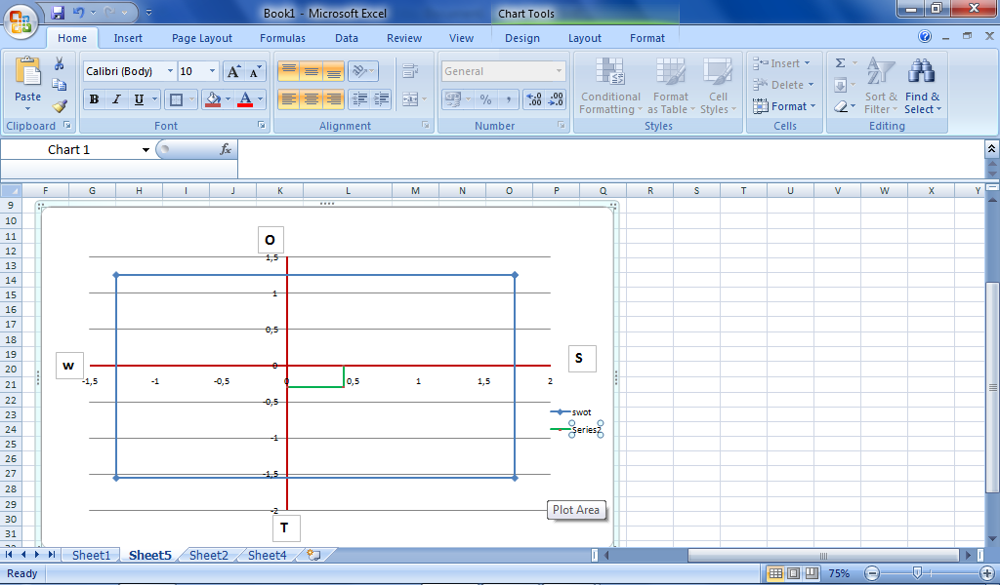 Book1 - Microsoft Excel
Chart Tools
Home Insert Page Layout Formulas Data Review View Design Layout Format
Paste
Calibri (Body) 10
B I U
General
Conditional Formatting
Format as Table
Cell Styles
Insert
Delete
Format
Sort & Filter
Find & Select
Clipboard Font Alignment Number Styles Cells Editing
Chart 1 fx
F G H I J K L M N O P Q R S T U V W X Y
9
10
11
12
13
14
15
16
17
18
19
20
21
22
23
24
25
26
27
28
29
30
31
O
1,5
1
0,5
0
-0,5
-1
-1,5
-2
W
S
-1,5 -1 -0,5 0 0,5 1 1,5 2
swot
Series2
T
Plot Area
Sheet1 Sheet5 Sheet2 Sheet4
Ready 75%